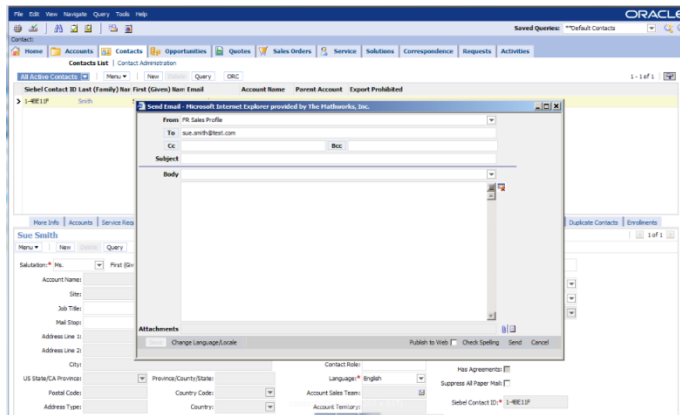 File Edit View Navigate Query Tools Help
ORACLE
Saved Queries: **Default Contacts
Contact:
Home Accounts Contacts Opportunities Quotes Sales Orders Service Solutions Correspondence Requests Activities
Contacts List Contact Administration
All Active Contacts Menu New Query ORC 1 - 1 of 1
Siebel Contact ID Last (Family) Nar First (Given) Nam Email Account Name Parent Account Export Prohibited
1-4BE11F Smith
Send Email - Microsoft Internet Explorer provided by The Mathworks, Inc.
From FR Sales Profile
To sue.smith@test.com
Cc Bcc
Subject
Body
Attachments
Change Language/Locale Publish to Web Check Spelling Send Cancel
More Info Accounts Service Req Duplicate Contacts Enrollments
Sue Smith
Menu New Query 1 of 1
Salutation:* Ms. First (Giv
Account Name:
Site:
Job Title:
Mail Stop:
Address Line 1:
Address Line 2:
City: Contact Role: Has Agreements:
US State/CA Province: Province/County/State: Language:* English Suppress All Paper Mail:
Postal Code: Country Code: Account Sales Team: Siebel Contact ID:* 1-4BE11F
Address Type: Country: Account Territory: